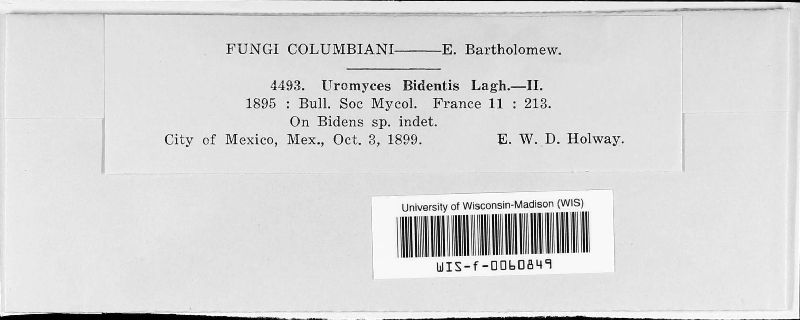 FUNGI COLUMBIANI——E. Bartholomew.
4493. Uromyces Bidentis Lagh.—II.
1895 : Bull. Soc Mycol. France 11 : 213.
On Bidens sp. indet.
City of Mexico, Mex., Oct. 3, 1899. E. W. D. Holway.
University of Wisconsin-Madison (WIS)
WIS-f-0060849